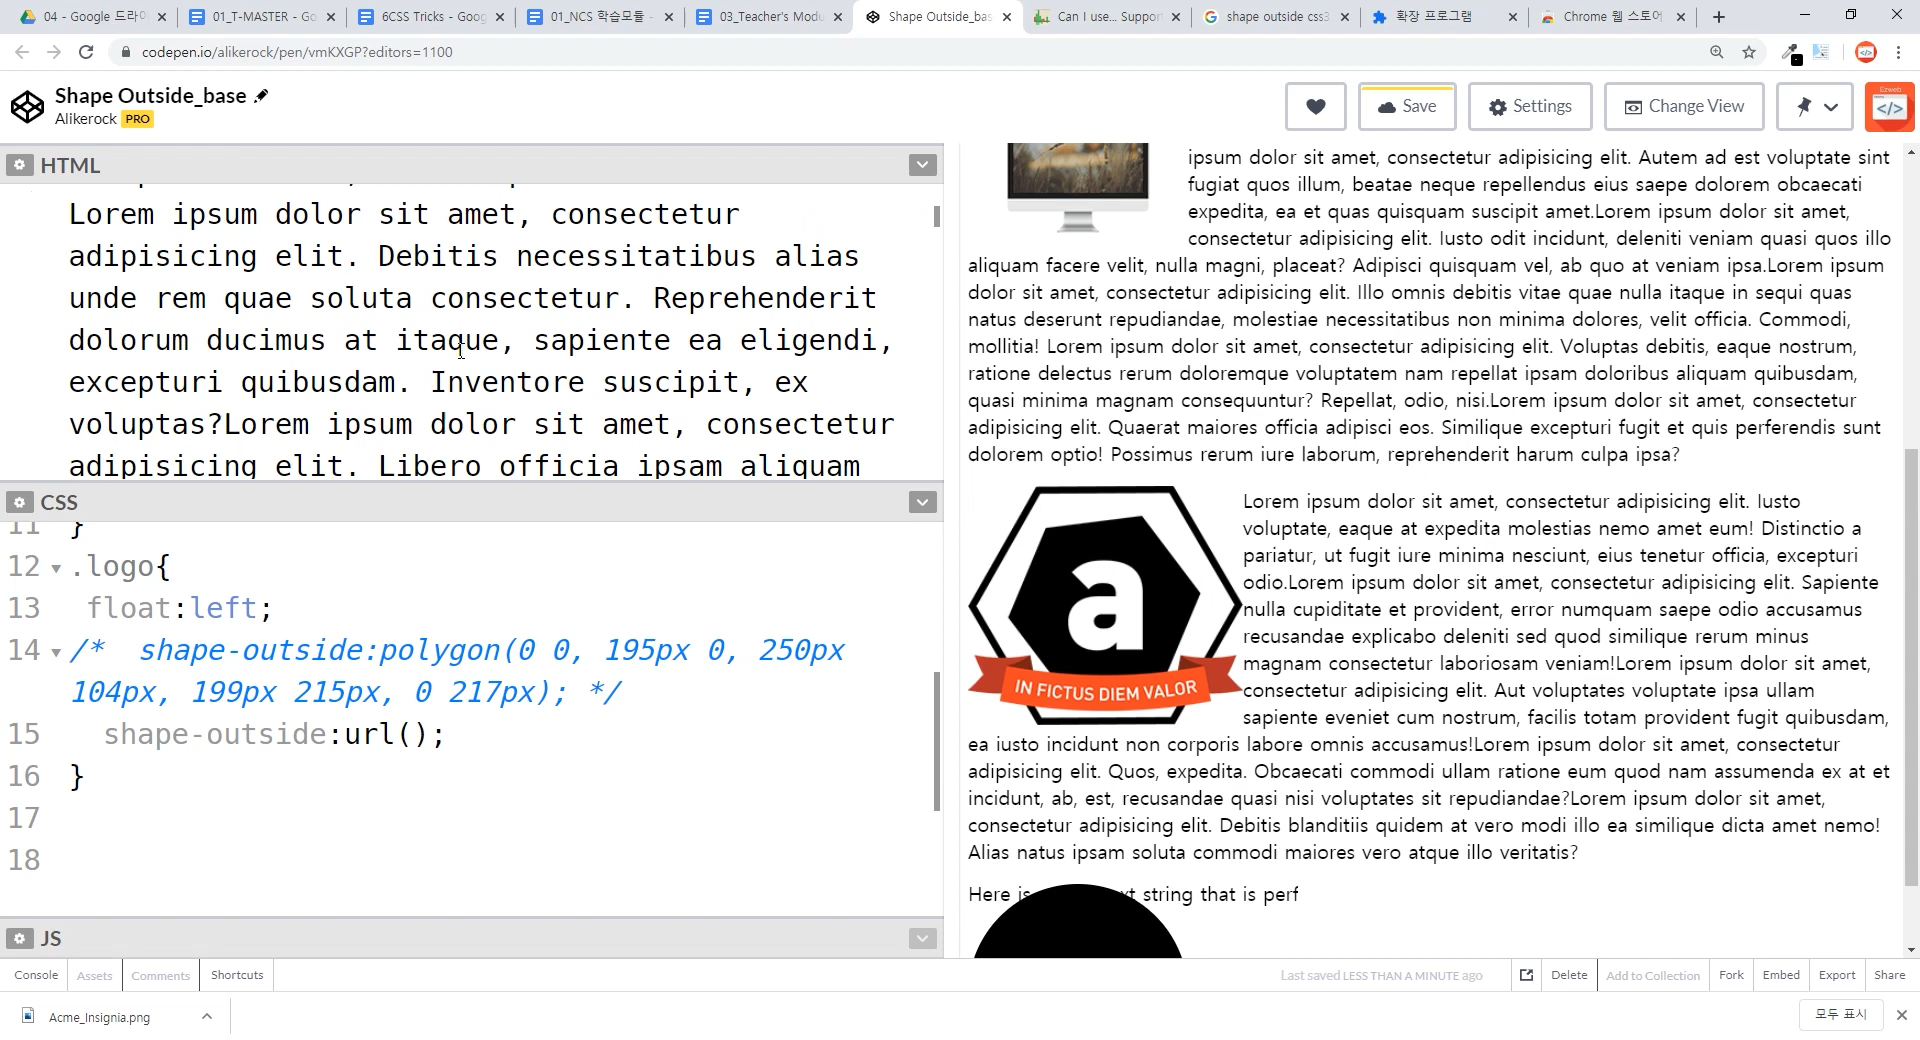 04 - Google 드라이
01_T-MASTER - Go
6CSS Tricks - Goog
01_NCS 학습모듈 -
03_Teacher's Modu
Shape Outside_bas
Can I use... Suppor
shape outside css3
확장 프로그램
Chrome 웹 스토어
codepen.io/alikerock/pen/vmKXGP?editors=1100
Shape Outside_base
Alikerock PRO
Save
Settings
Change View
Ezweb
</>
HTML
Lorem ipsum dolor sit amet, consectetur
adipisicing elit. Debitis necessitatibus alias
unde rem quae soluta consectetur. Reprehenderit
dolorum ducimus at itaque, sapiente ea eligendi,
excepturi quibusdam. Inventore suscipit, ex
voluptas?Lorem ipsum dolor sit amet, consectetur
adipisicing elit. Libero officia ipsam aliquam
CSS
11 }
12 .logo{
13 float:left;
14 /* shape-outside:polygon(0 0, 195px 0, 250px
104px, 199px 215px, 0 217px); */
15 shape-outside:url();
16 }
17
18
JS
ipsum dolor sit amet, consectetur adipisicing elit. Autem ad est voluptate sint
fugiat quos illum, beatae neque repellendus eius saepe dolorem obcaecati
expedita, ea et quas quisquam suscipit amet.Lorem ipsum dolor sit amet,
consectetur adipisicing elit. Iusto odit incidunt, deleniti veniam quasi quos illo
aliquam facere velit, nulla magni, placeat? Adipisci quisquam vel, ab quo at veniam ipsa.Lorem ipsum
dolor sit amet, consectetur adipisicing elit. Illo omnis debitis vitae quae nulla itaque in sequi quas
natus deserunt repudiandae, molestiae necessitatibus non minima dolores, velit officia. Commodi,
mollitia! Lorem ipsum dolor sit amet, consectetur adipisicing elit. Voluptas debitis, eaque nostrum,
ratione delectus rerum doloremque voluptatem nam repellat ipsam doloribus aliquam quibusdam,
quasi minima magnam consequuntur? Repellat, odio, nisi.Lorem ipsum dolor sit amet, consectetur
adipisicing elit. Quaerat maiores officia adipisci eos. Similique excepturi fugit et quis perferendis sunt
dolorem optio! Possimus rerum iure laborum, reprehenderit harum culpa ipsa?
a
IN FICTUS DIEM VALOR
Lorem ipsum dolor sit amet, consectetur adipisicing elit. Iusto
voluptate, eaque at expedita molestias nemo amet eum! Distinctio a
pariatur, ut fugit iure minima nesciunt, eius tenetur officia, excepturi
odio.Lorem ipsum dolor sit amet, consectetur adipisicing elit. Sapiente
nulla cupiditate et provident, error numquam saepe odio accusamus
recusandae explicabo deleniti sed quod similique rerum minus
magnam consectetur laboriosam veniam!Lorem ipsum dolor sit amet,
consectetur adipisicing elit. Aut voluptates voluptate ipsa ullam
sapiente eveniet cum nostrum, facilis totam provident fugit quibusdam,
ea iusto incidunt non corporis labore omnis accusamus!Lorem ipsum dolor sit amet, consectetur
adipisicing elit. Quos, expedita. Obcaecati commodi ullam ratione eum quod nam assumenda ex at et
incidunt, ab, est, recusandae quasi nisi voluptates sit repudiandae?Lorem ipsum dolor sit amet,
consectetur adipisicing elit. Debitis blanditiis quidem at vero modi illo ea similique dicta amet nemo!
Alias natus ipsam soluta commodi maiores vero atque illo veritatis?
Here is xt string that is perf
Console
Assets
Comments
Shortcuts
Last saved LESS THAN A MINUTE ago
Delete
Add to Collection
Fork
Embed
Export
Share
Acme_Insignia.png
모두 표시